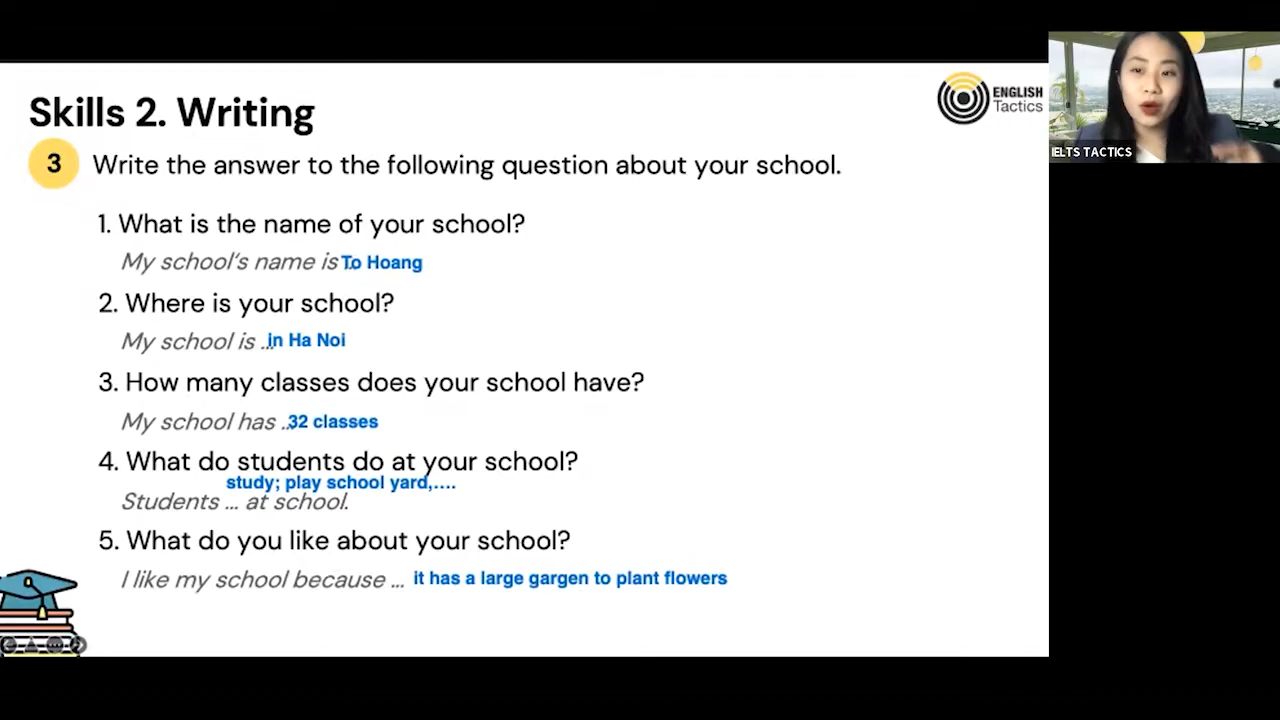 Skills 2. Writing
ENGLISH
Tactics
IELTS TACTICS
3 Write the answer to the following question about your school.
1. What is the name of your school?
My school's name is To Hoang
2. Where is your school?
My school is ... in Ha Noi
3. How many classes does your school have?
My school has .. 32 classes
4. What do students do at your school?
study; play school yard,....
Students ... at school.
5. What do you like about your school?
I like my school because ... it has a large gargen to plant flowers